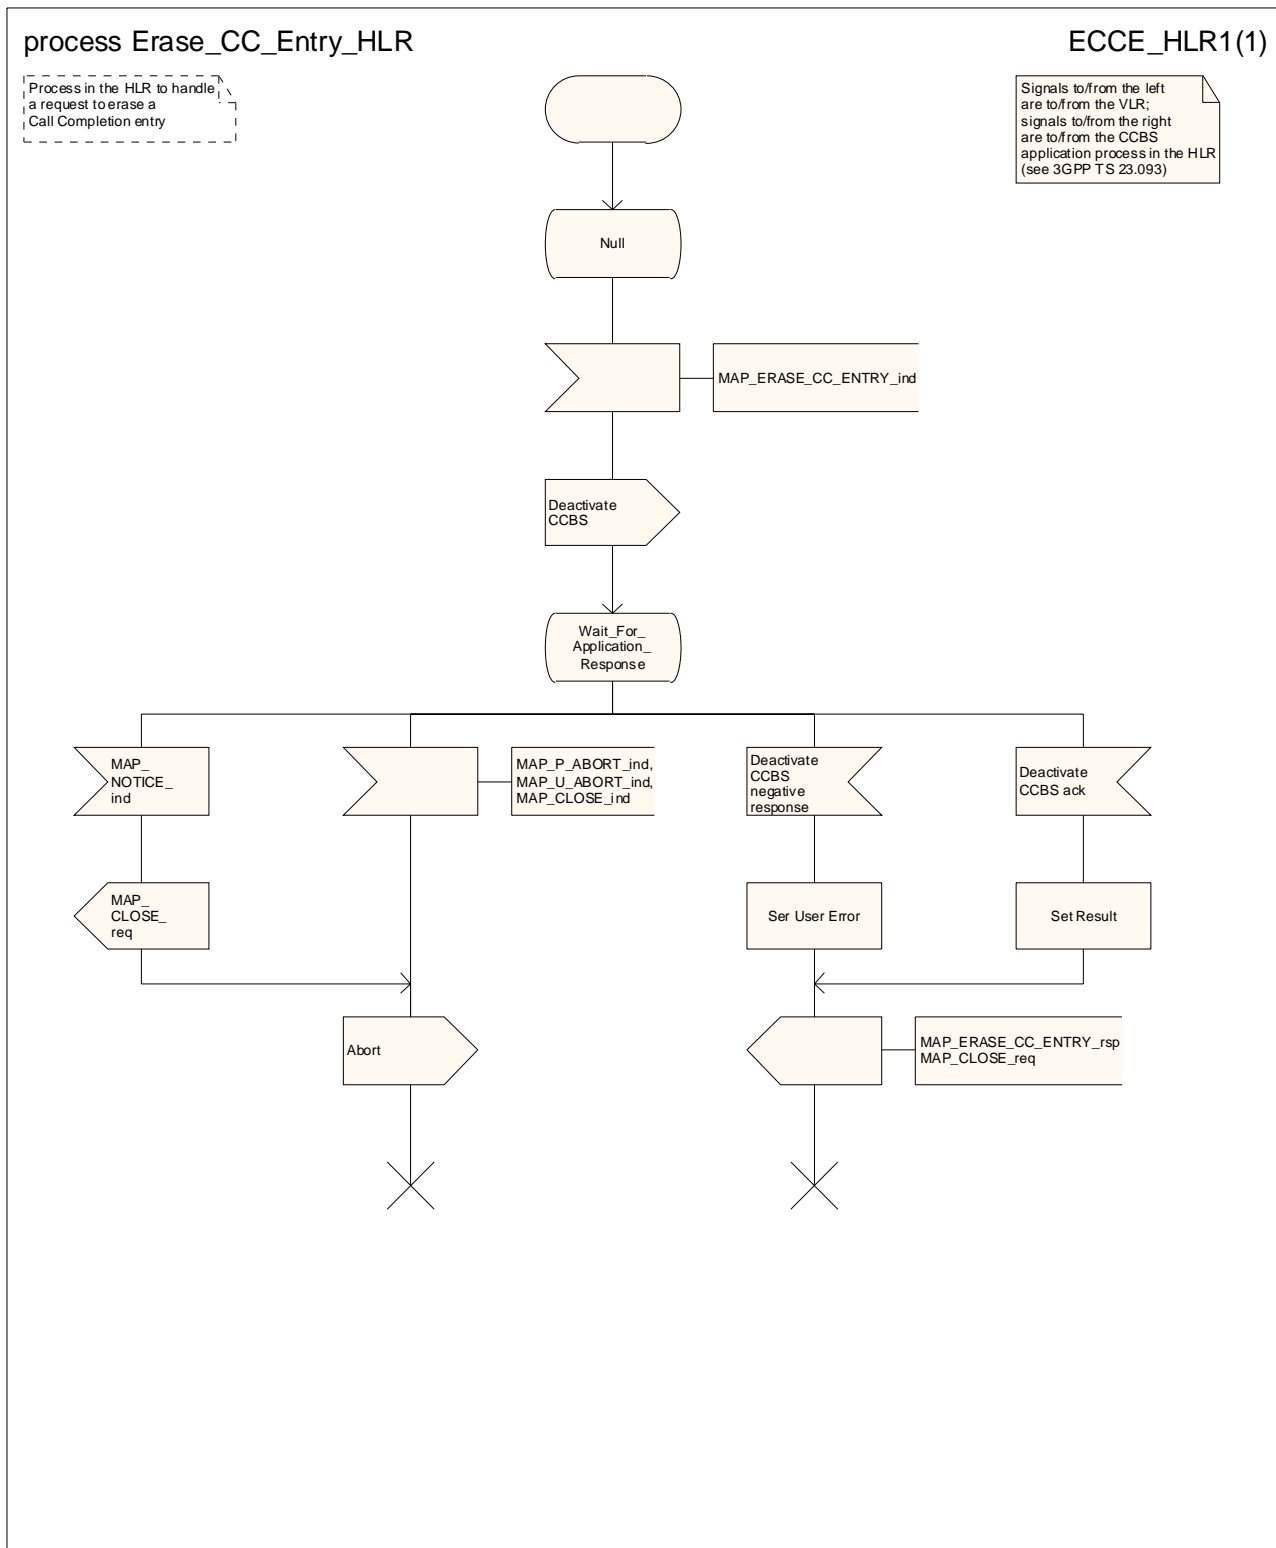 process Erase_CC_Entry_HLR
ECCE_HLR1(1)
Process in the HLR to handle
a request to erase a
Call Completion entry
Signals to/from the left
are to/from the VLR;
signals to/from the right
are to/from the CCBS
application process in the HLR
(see 3GPP TS 23.093)
Null
MAP_ERASE_CC_ENTRY_ind
Deactivate
CCBS
Wait_For_
Application_
Response
MAP_
NOTICE_
ind
MAP_P_ABORT_ind,
MAP_U_ABORT_ind,
MAP_CLOSE_ind
Deactivate
CCBS
negative
response
Deactivate
CCBS ack
MAP_
CLOSE_
req
Ser User Error
Set Result
Abort
MAP_ERASE_CC_ENTRY_rsp
MAP_CLOSE_req